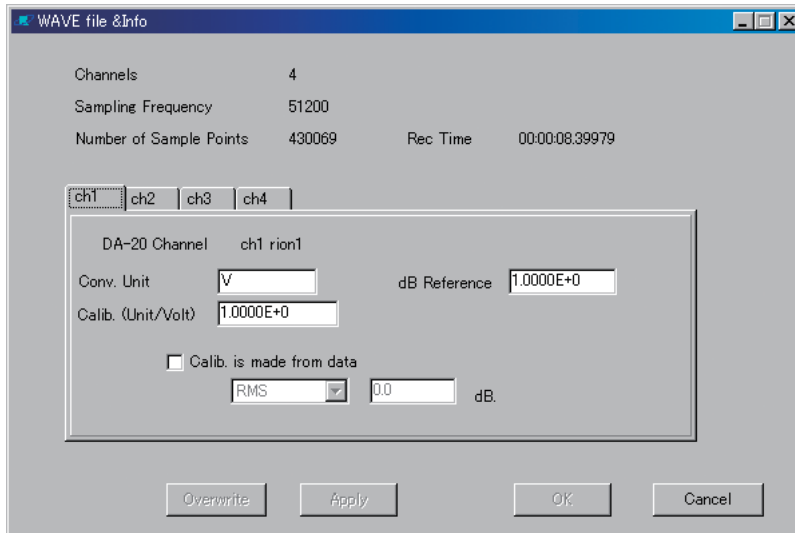 WAVE file &Info
Channels 4
Sampling Frequency 51200
Number of Sample Points 430069 Rec Time 00:00:08.39979
ch1 ch2 ch3 ch4
DA-20 Channel ch1 rion1
Conv. Unit V dB Reference 1.0000E+0
Calib. (Unit/Volt) 1.0000E+0
Calib. is made from data
RMS 0.0 dB.
Overwrite Apply OK Cancel